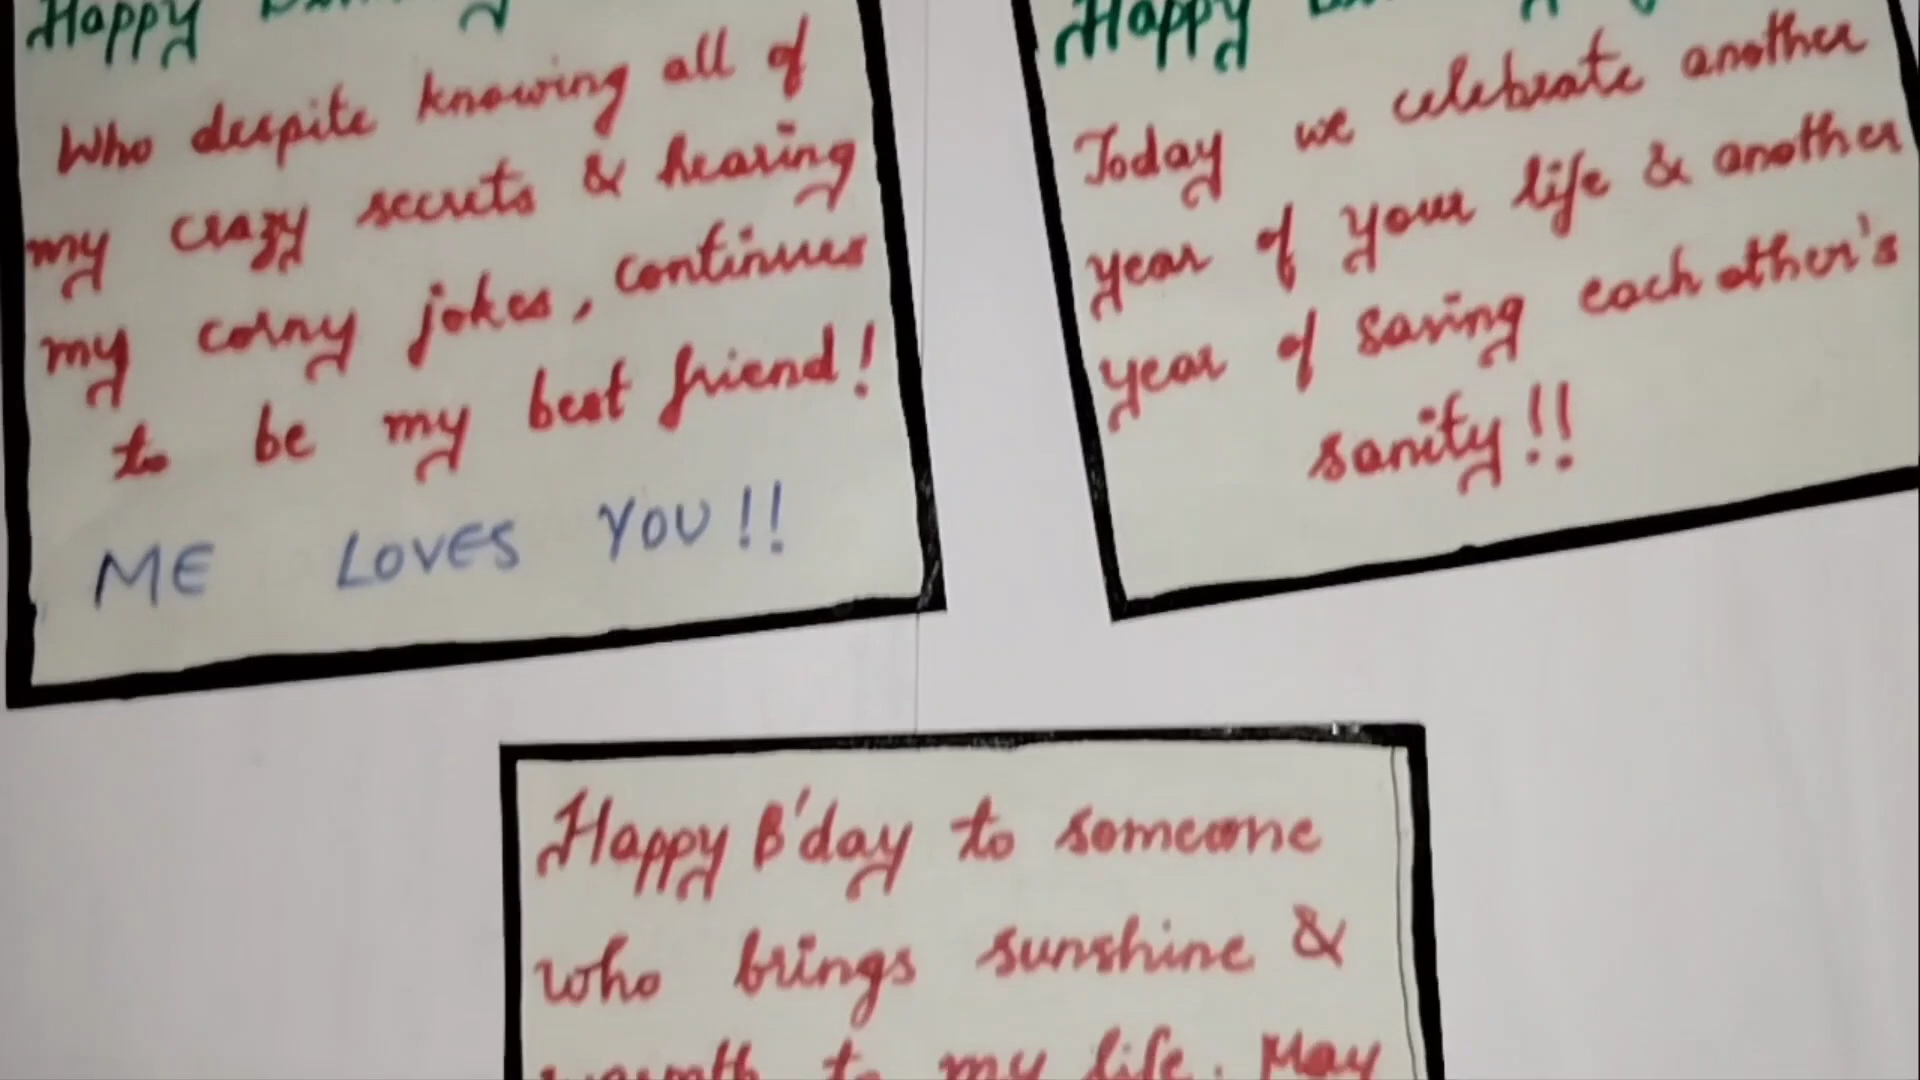 Happy
Who despite knowing all of
my crazy secrets & hearing
my corny jokes, continues
to be my best friend!
ME LOVES YOU!!
Happy
Today we celebrate another
year of your life & another
year of saving each other's
sanity!!
Happy B'day to someone
who brings sunshine &
warmth to my life. May